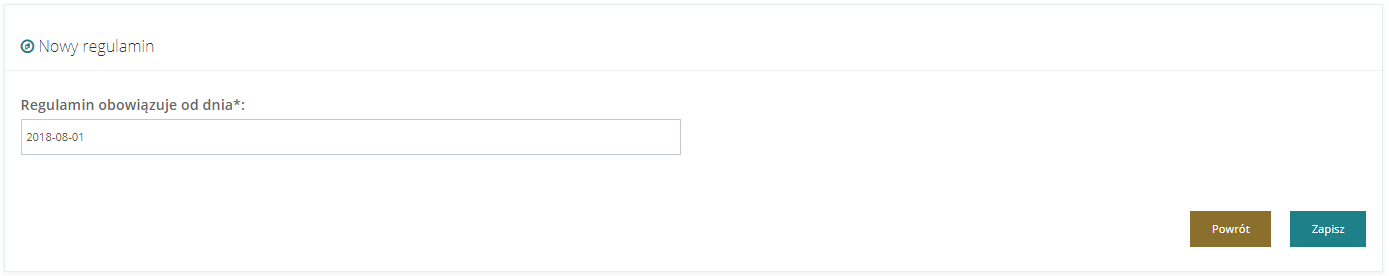 Nowy regulamin
Regulamin obowiązuje od dnia*:
2018-08-01
Powrót Zapisz